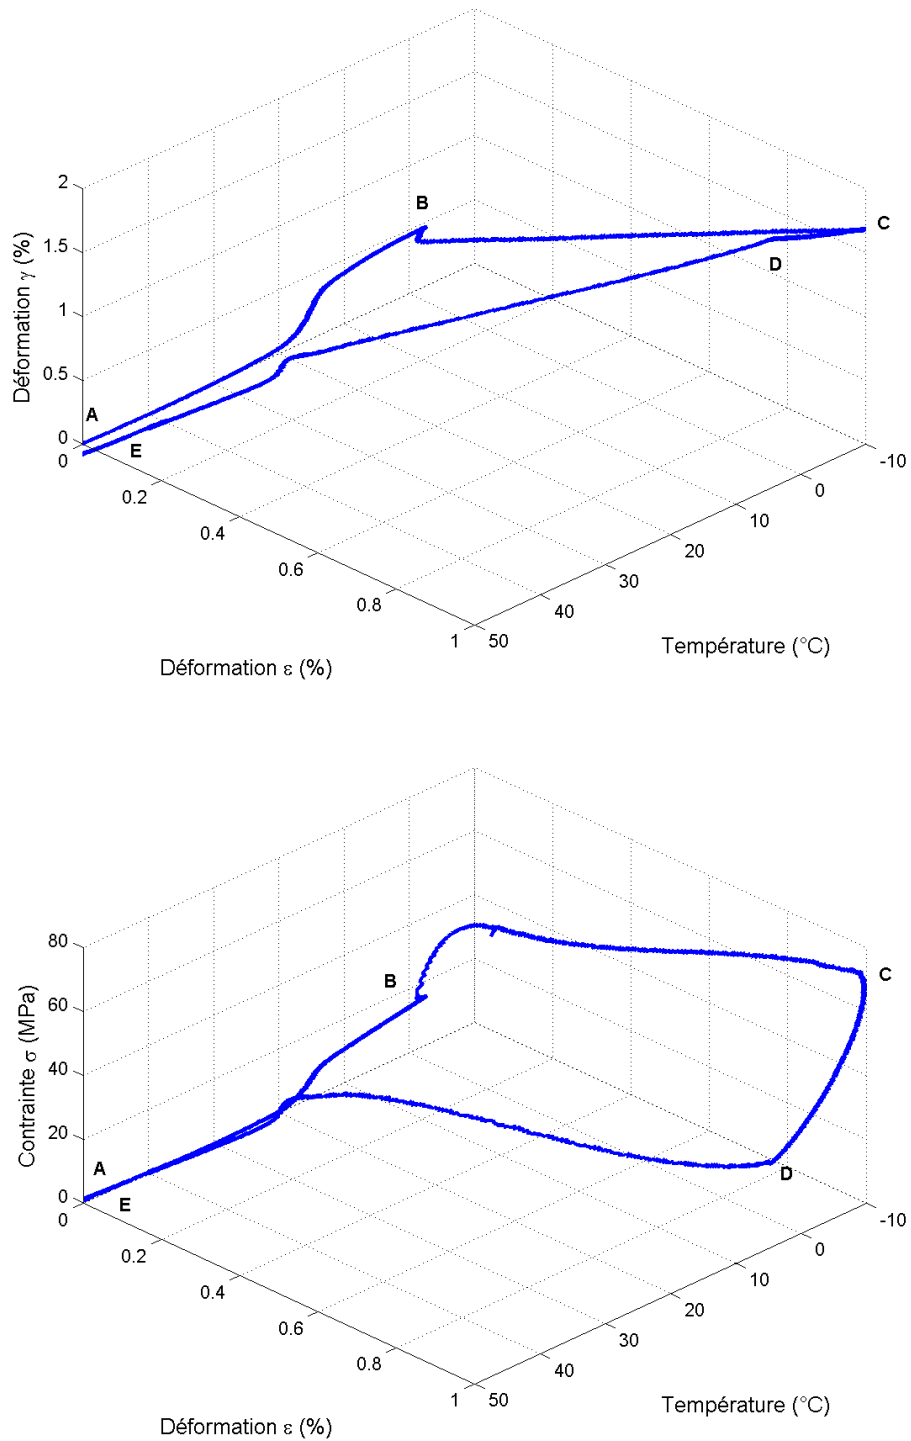 2
1.5
1
0.5
0
Déformation γ (%)
A
B
C
D
E
0
0.2
0.4
0.6
0.8
1
Déformation ε (%)
50
40
30
20
10
0
-10
Température (°C)
80
60
40
20
0
Contrainte σ (MPa)
A
B
C
D
E
0
0.2
0.4
0.6
0.8
1
Déformation ε (%)
50
40
30
20
10
0
-10
Température (°C)